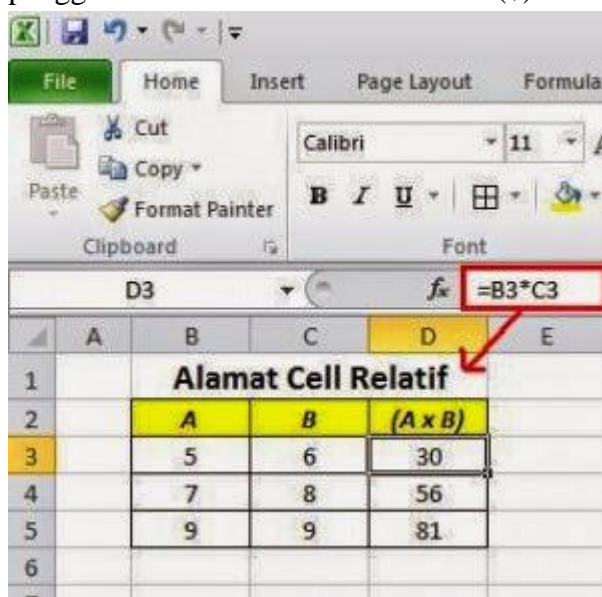 File Home Insert Page Layout Formula
Cut
Copy
Paste
Format Painter
Calibri 11
B I U
Clipboard Font
D3 fx =B3*C3
A B C D E
1 Alamat Cell Relatif
2 A B (A x B)
3 5 6 30
4 7 8 56
5 9 9 81
6